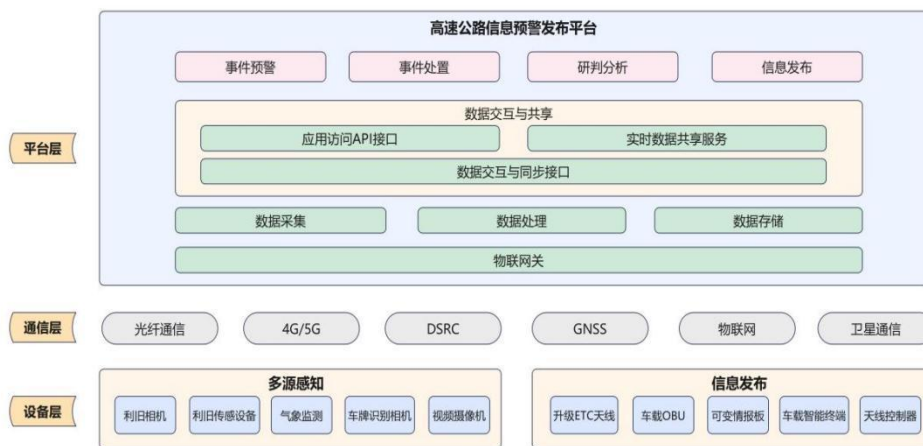 高速公路信息预警发布平台
事件预警 事件处置 研判分析 信息发布
数据交互与共享
应用访问API接口 实时数据共享服务
平台层
数据交互与同步接口
数据采集 数据处理 数据存储
物联网关
通信层 光纤通信 4G/5G DSRC GNSS 物联网 卫星通信
多源感知 信息发布
设备层 利旧相机 利旧传感设备 气象监测 车牌识别相机 视频摄像机 升级ETC天线 车载OBU 可变情报板 车载智能终端 天线控制器